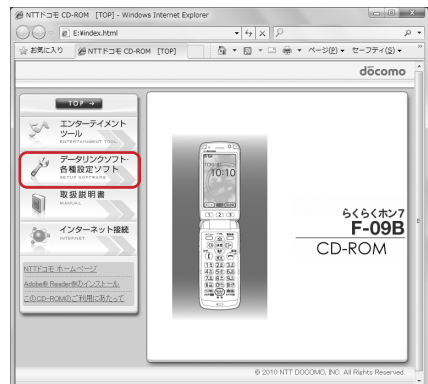 NTTドコモ CD-ROM [TOP] - Windows Internet Explorer
E:¥index.html
お気に入り
NTTドコモ CD-ROM [TOP]
ページ(P)
セーフティ(S)
döcomo
TOP →
エンターテイメント
ツール
ENTERTAINMENT TOOL
データリンクソフト・
各種設定ソフト
SETUP SOFTWARE
取扱説明書
MANUAL
インターネット接続
INTERNET
NTTドコモ ホームページ
Adobe® Reader®のインストール
このCD-ROMのご利用にあたって
10:10
1 2 3
らくらくホン7
F-09B
CD-ROM
© 2010 NTT DOCOMO, INC. All Rights Reserved.